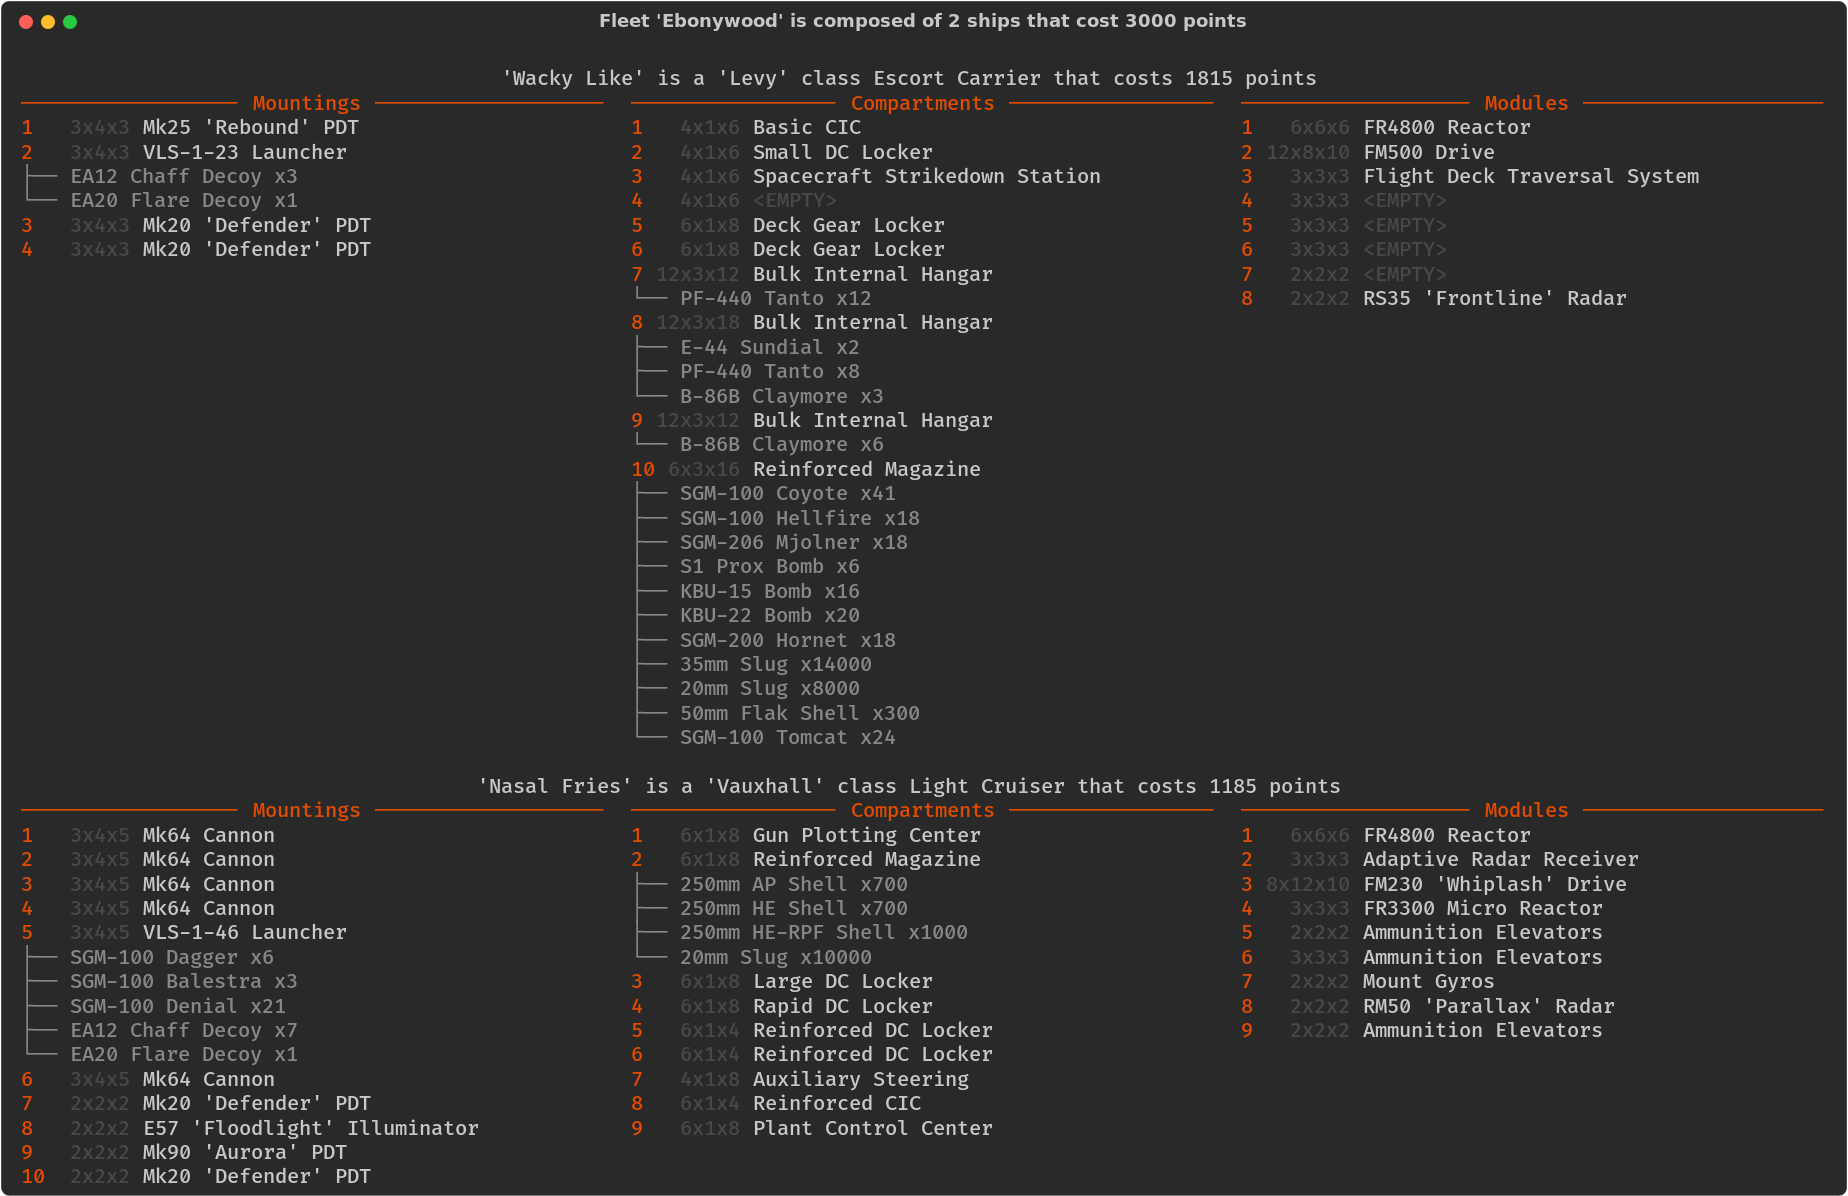 Fleet 'Ebonywood' is composed of 2 ships that cost 3000 points
'Wacky Like' is a 'Levy' class Escort Carrier that costs 1815 points
Mountings
1 3x4x3 Mk25 'Rebound' PDT
2 3x4x3 VLS-1-23 Launcher
EA12 Chaff Decoy x3
EA20 Flare Decoy x1
3 3x4x3 Mk20 'Defender' PDT
4 3x4x3 Mk20 'Defender' PDT
Compartments
1 4x1x6 Basic CIC
2 4x1x6 Small DC Locker
3 4x1x6 Spacecraft Strikedown Station
4 4x1x6 <EMPTY>
5 6x1x8 Deck Gear Locker
6 6x1x8 Deck Gear Locker
7 12x3x12 Bulk Internal Hangar
PF-440 Tanto x12
8 12x3x18 Bulk Internal Hangar
E-44 Sundial x2
PF-440 Tanto x8
B-86B Claymore x3
9 12x3x12 Bulk Internal Hangar
B-86B Claymore x6
10 6x3x16 Reinforced Magazine
SGM-100 Coyote x41
SGM-100 Hellfire x18
SGM-206 Mjolner x18
S1 Prox Bomb x6
KBU-15 Bomb x16
KBU-22 Bomb x20
SGM-200 Hornet x18
35mm Slug x14000
20mm Slug x8000
50mm Flak Shell x300
SGM-100 Tomcat x24
Modules
1 6x6x6 FR4800 Reactor
2 12x8x10 FM500 Drive
3 3x3x3 Flight Deck Traversal System
4 3x3x3 <EMPTY>
5 3x3x3 <EMPTY>
6 3x3x3 <EMPTY>
7 2x2x2 <EMPTY>
8 2x2x2 RS35 'Frontline' Radar
'Nasal Fries' is a 'Vauxhall' class Light Cruiser that costs 1185 points
Mountings
1 3x4x5 Mk64 Cannon
2 3x4x5 Mk64 Cannon
3 3x4x5 Mk64 Cannon
4 3x4x5 Mk64 Cannon
5 3x4x5 VLS-1-46 Launcher
SGM-100 Dagger x6
SGM-100 Balestra x3
SGM-100 Denial x21
EA12 Chaff Decoy x7
EA20 Flare Decoy x1
6 3x4x5 Mk64 Cannon
7 2x2x2 Mk20 'Defender' PDT
8 2x2x2 E57 'Floodlight' Illuminator
9 2x2x2 Mk90 'Aurora' PDT
10 2x2x2 Mk20 'Defender' PDT
Compartments
1 6x1x8 Gun Plotting Center
2 6x1x8 Reinforced Magazine
250mm AP Shell x700
250mm HE Shell x700
250mm HE-RPF Shell x1000
20mm Slug x10000
3 6x1x8 Large DC Locker
4 6x1x8 Rapid DC Locker
5 6x1x4 Reinforced DC Locker
6 6x1x4 Reinforced DC Locker
7 4x1x8 Auxiliary Steering
8 6x1x4 Reinforced CIC
9 6x1x8 Plant Control Center
Modules
1 6x6x6 FR4800 Reactor
2 3x3x3 Adaptive Radar Receiver
3 8x12x10 FM230 'Whiplash' Drive
4 3x3x3 FR3300 Micro Reactor
5 2x2x2 Ammunition Elevators
6 3x3x3 Ammunition Elevators
7 2x2x2 Mount Gyros
8 2x2x2 RM50 'Parallax' Radar
9 2x2x2 Ammunition Elevators